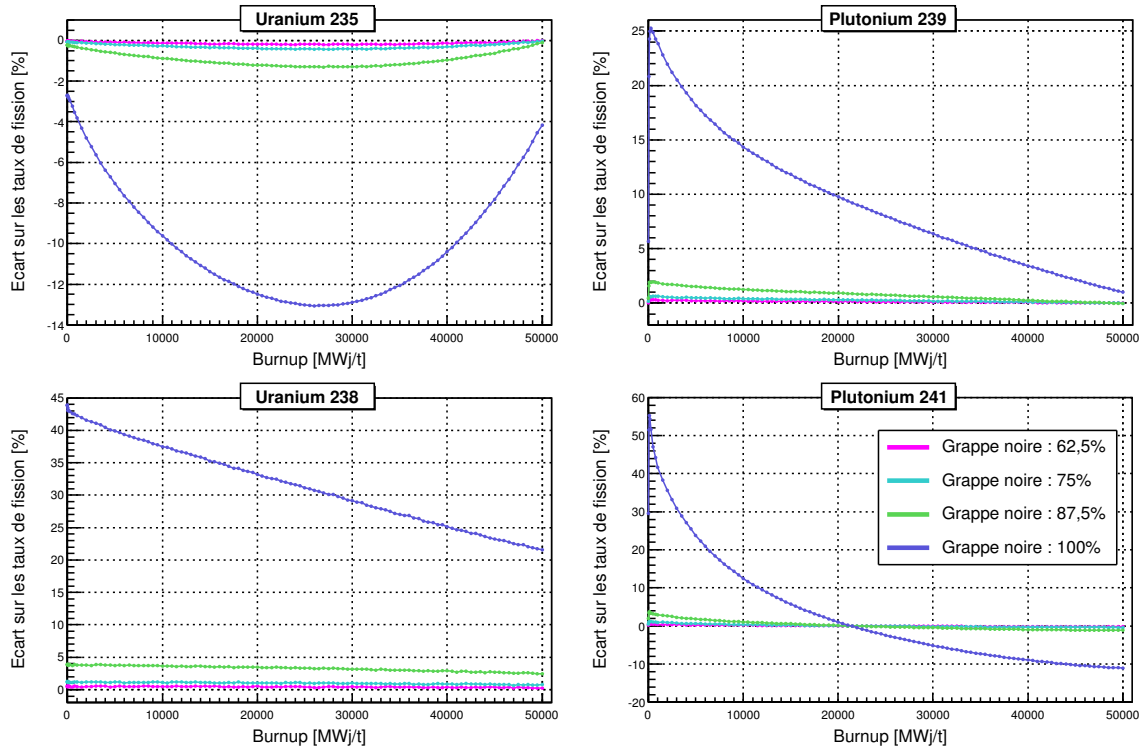 Uranium 235
Ecart sur les taux de fission [%]
0
-2
-4
-6
-8
-10
-12
-14
0 10000 20000 30000 40000 50000
Burnup [MWj/t]
Plutonium 239
Ecart sur les taux de fission [%]
25
20
15
10
5
0
0 10000 20000 30000 40000 50000
Burnup [MWj/t]
Uranium 238
Ecart sur les taux de fission [%]
45
40
35
30
25
20
15
10
5
0
0 10000 20000 30000 40000 50000
Burnup [MWj/t]
Plutonium 241
Ecart sur les taux de fission [%]
60
50
40
30
20
10
0
-10
-20
Grappe noire : 62,5%
Grappe noire : 75%
Grappe noire : 87,5%
Grappe noire : 100%
0 10000 20000 30000 40000 50000
Burnup [MWj/t]